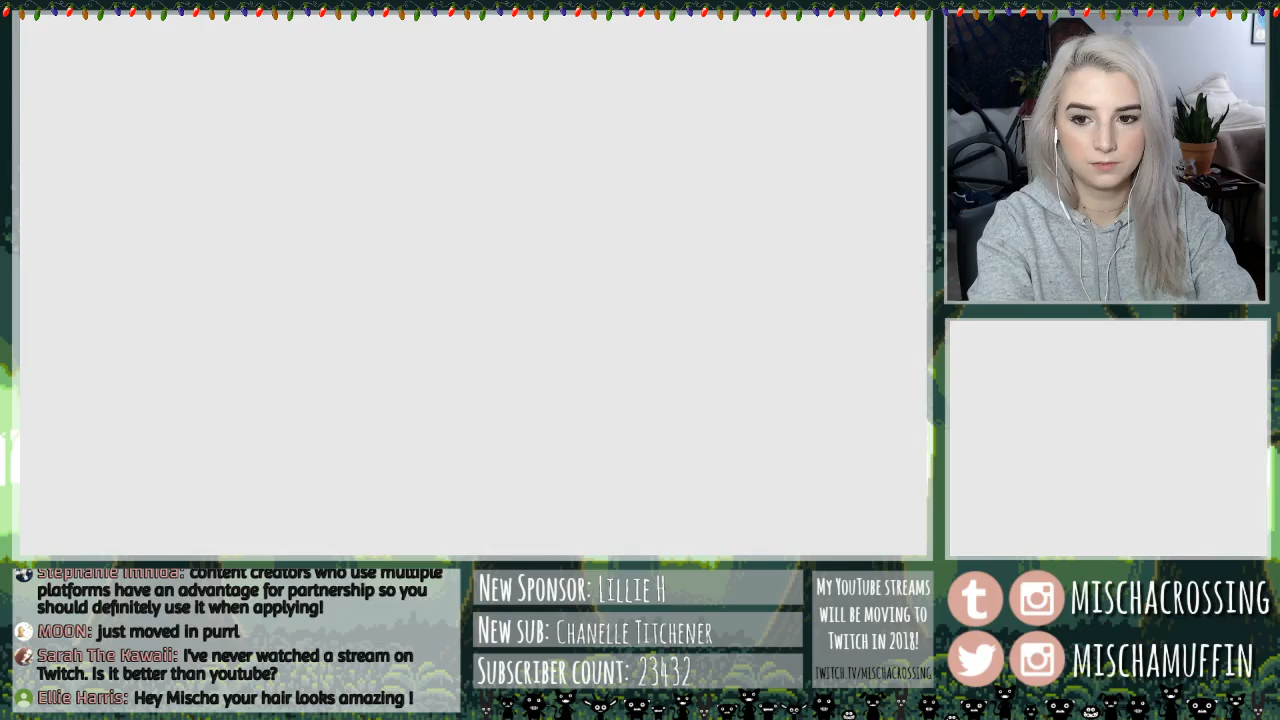 content creators who use multiple
platforms have an advantage for partnership so you
should definitely use it when applying!
MOON: just moved in purrl
Sarah The Kawaii: I've never watched a stream on
Twitch. Is it better than youtube?
Ellie Harris: Hey Mischa your hair looks amazing !
New Sponsor: Lillie H
New sub: Chanelle Titchener
Subscriber count: 23432
My YouTube streams
will be moving to
Twitch in 2018!
twitch.tv/mischacrossing
mischacrossing
mischamuffin